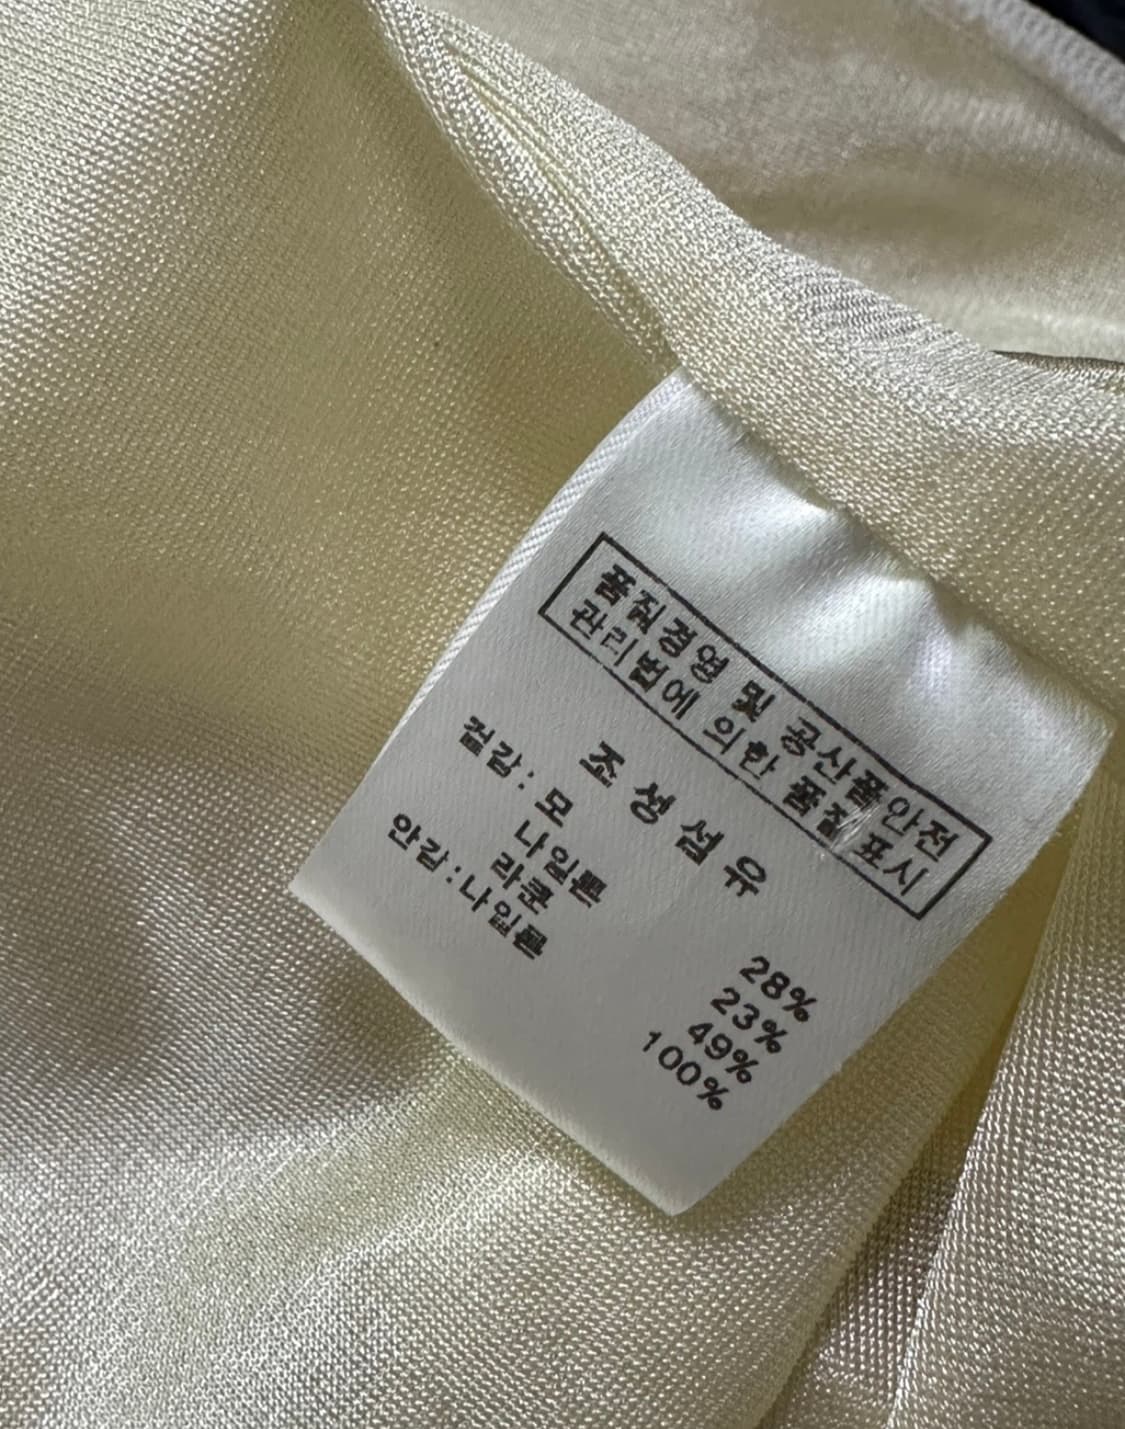 품질경영 및 공산품안전
관리법에 의한 품질표시
조성섬유
겉감 : 모 28%
나일론 23%
라쿤 49%
안감 : 나일론 100%